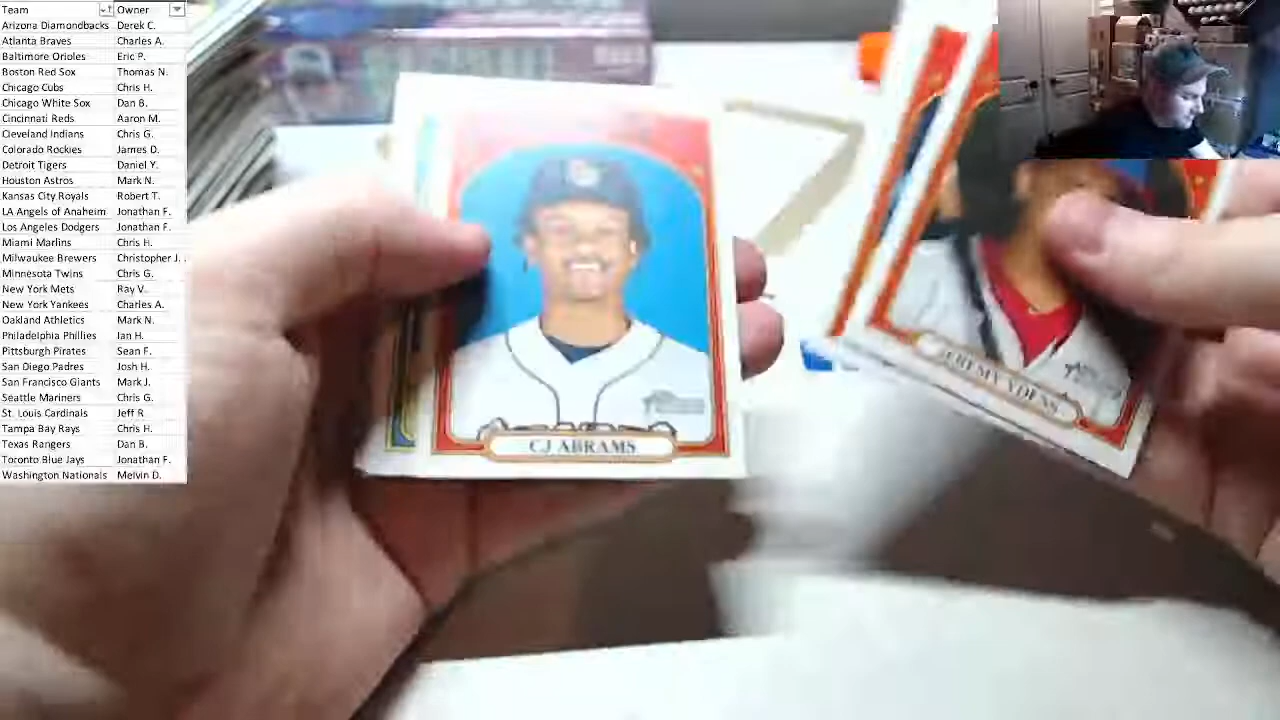 Team Owner
Arizona Diamondbacks Derek C.
Atlanta Braves Charles A.
Baltimore Orioles Eric P.
Boston Red Sox Thomas N.
Chicago Cubs Chris H.
Chicago White Sox Dan B.
Cincinnati Reds Aaron M.
Cleveland Indians Chris G.
Colorado Rockies James D.
Detroit Tigers Daniel Y.
Houston Astros Mark N.
Kansas City Royals Robert T.
LA Angels of Anaheim Jonathan F.
Los Angeles Dodgers Jonathan F.
Miami Marlins Chris H.
Milwaukee Brewers Christopher J.
Minnesota Twins Chris G.
New York Mets Ray V.
New York Yankees Charles A.
Oakland Athletics Mark N.
Philadelphia Phillies Ian H.
Pittsburgh Pirates Sean F.
San Diego Padres Josh H.
San Francisco Giants Mark J.
Seattle Mariners Chris G.
St. Louis Cardinals Jeff R.
Tampa Bay Rays Chris H.
Texas Rangers Dan B.
Toronto Blue Jays Jonathan F.
Washington Nationals Melvin D.
CJ ABRAMS
JEREMY YDENS